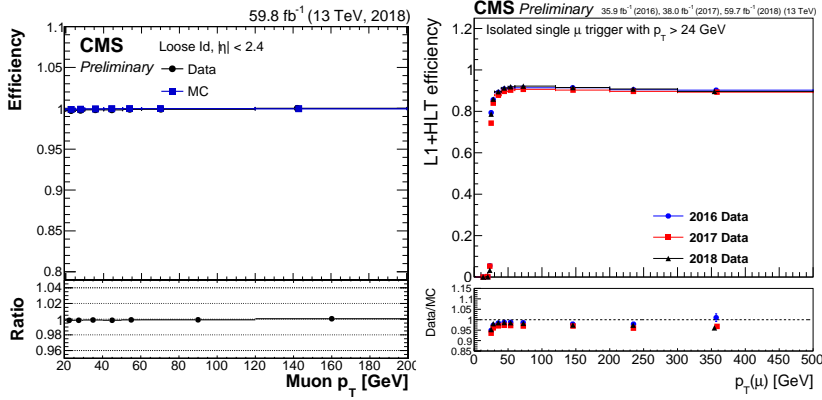 59.8 fb⁻¹ (13 TeV, 2018)
CMS
Preliminary
Loose Id, |η| < 2.4
Data
MC
Efficiency
1.1
1.05
1
0.95
0.9
0.85
0.8
Ratio
1.04
1.02
1.00
0.98
0.96
20 40 60 80 100 120 140 160 180 200
Muon p_T [GeV]
CMS Preliminary 35.9 fb⁻¹ (2016), 38.0 fb⁻¹ (2017), 59.7 fb⁻¹ (2018) (13 TeV)
Isolated single μ trigger with p_T > 24 GeV
L1+HLT efficiency
1.2
1
0.8
0.6
0.4
0.2
0
2016 Data
2017 Data
2018 Data
Data/MC
1.15
1.1
1.05
1
0.95
0.9
0.85
0 50 100 150 200 250 300 350 400 450 500
p_T(μ) [GeV]